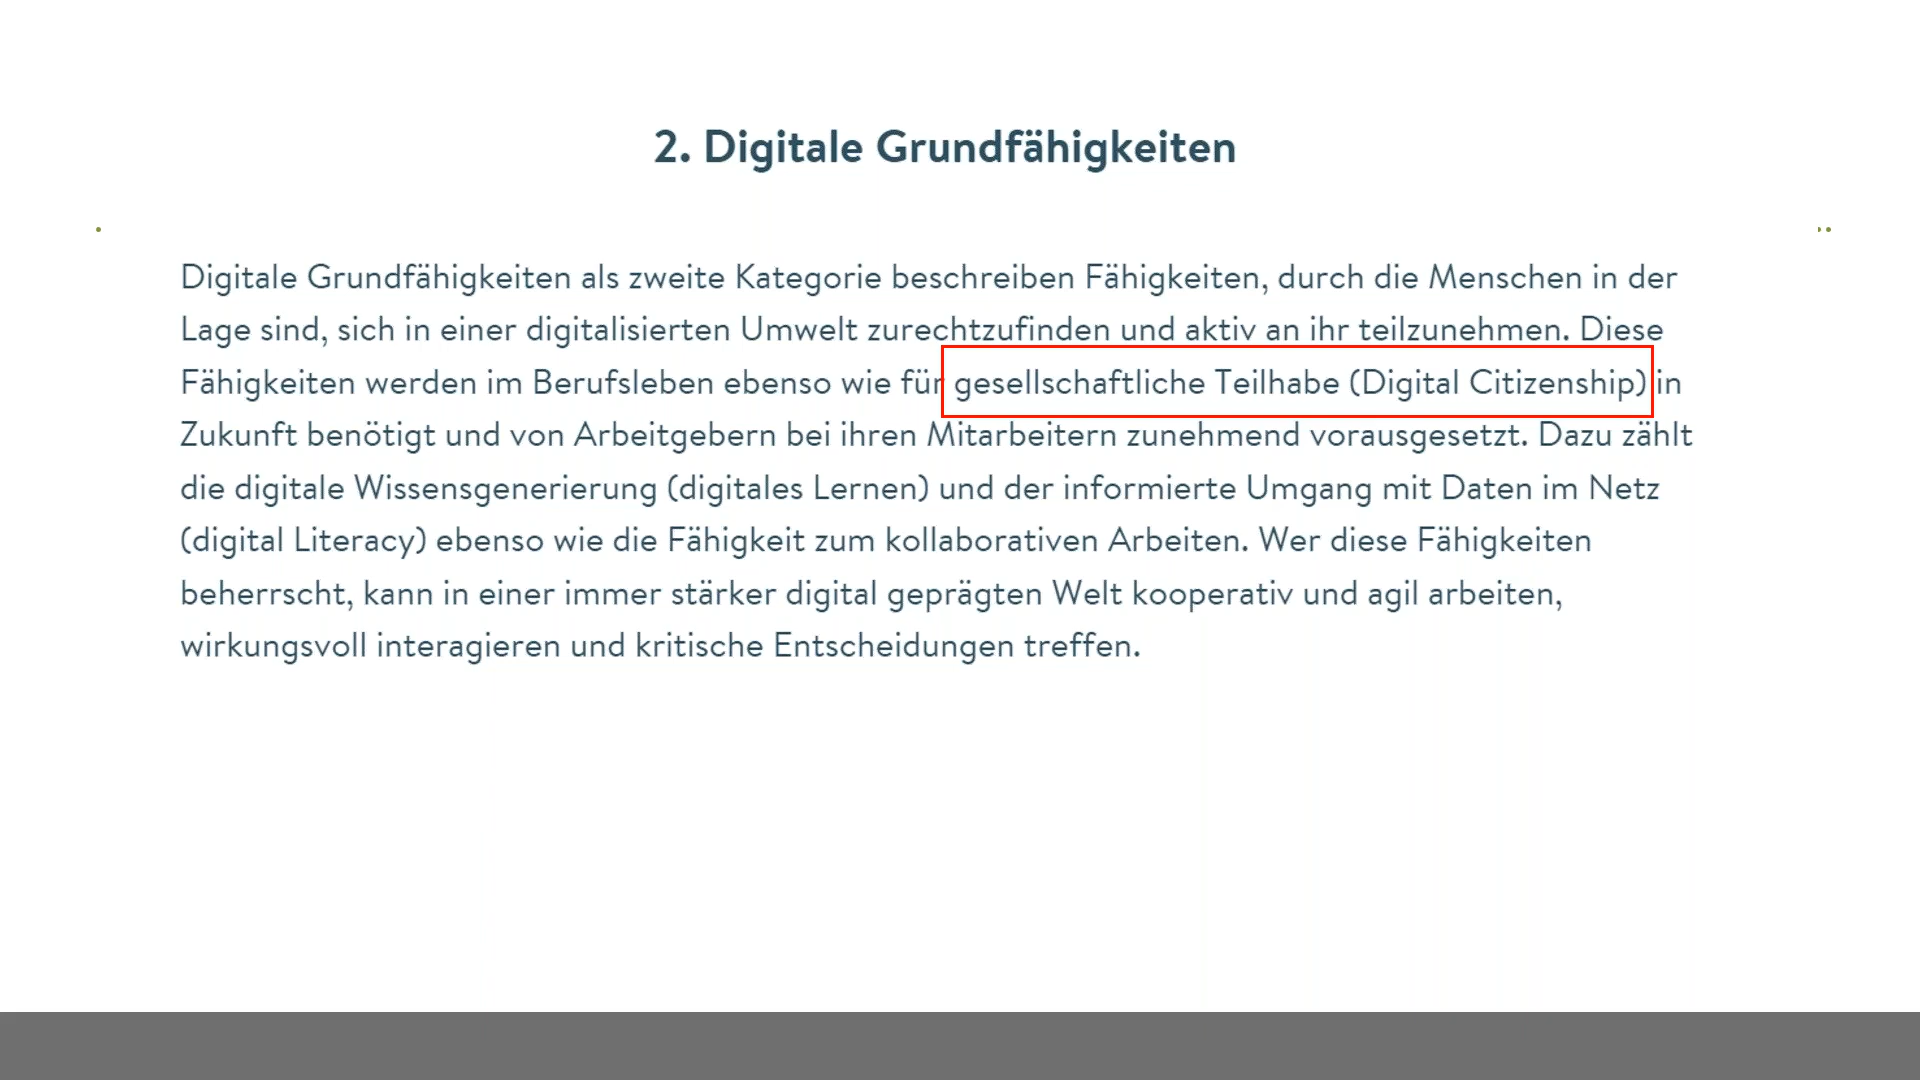 2. Digitale Grundfähigkeiten
Digitale Grundfähigkeiten als zweite Kategorie beschreiben Fähigkeiten, durch die Menschen in der
Lage sind, sich in einer digitalisierten Umwelt zurechtzufinden und aktiv an ihr teilzunehmen. Diese
Fähigkeiten werden im Berufsleben ebenso wie für gesellschaftliche Teilhabe (Digital Citizenship) in
Zukunft benötigt und von Arbeitgebern bei ihren Mitarbeitern zunehmend vorausgesetzt. Dazu zählt
die digitale Wissensgenerierung (digitales Lernen) und der informierte Umgang mit Daten im Netz
(digital Literacy) ebenso wie die Fähigkeit zum kollaborativen Arbeiten. Wer diese Fähigkeiten
beherrscht, kann in einer immer stärker digital geprägten Welt kooperativ und agil arbeiten,
wirkungsvoll interagieren und kritische Entscheidungen treffen.